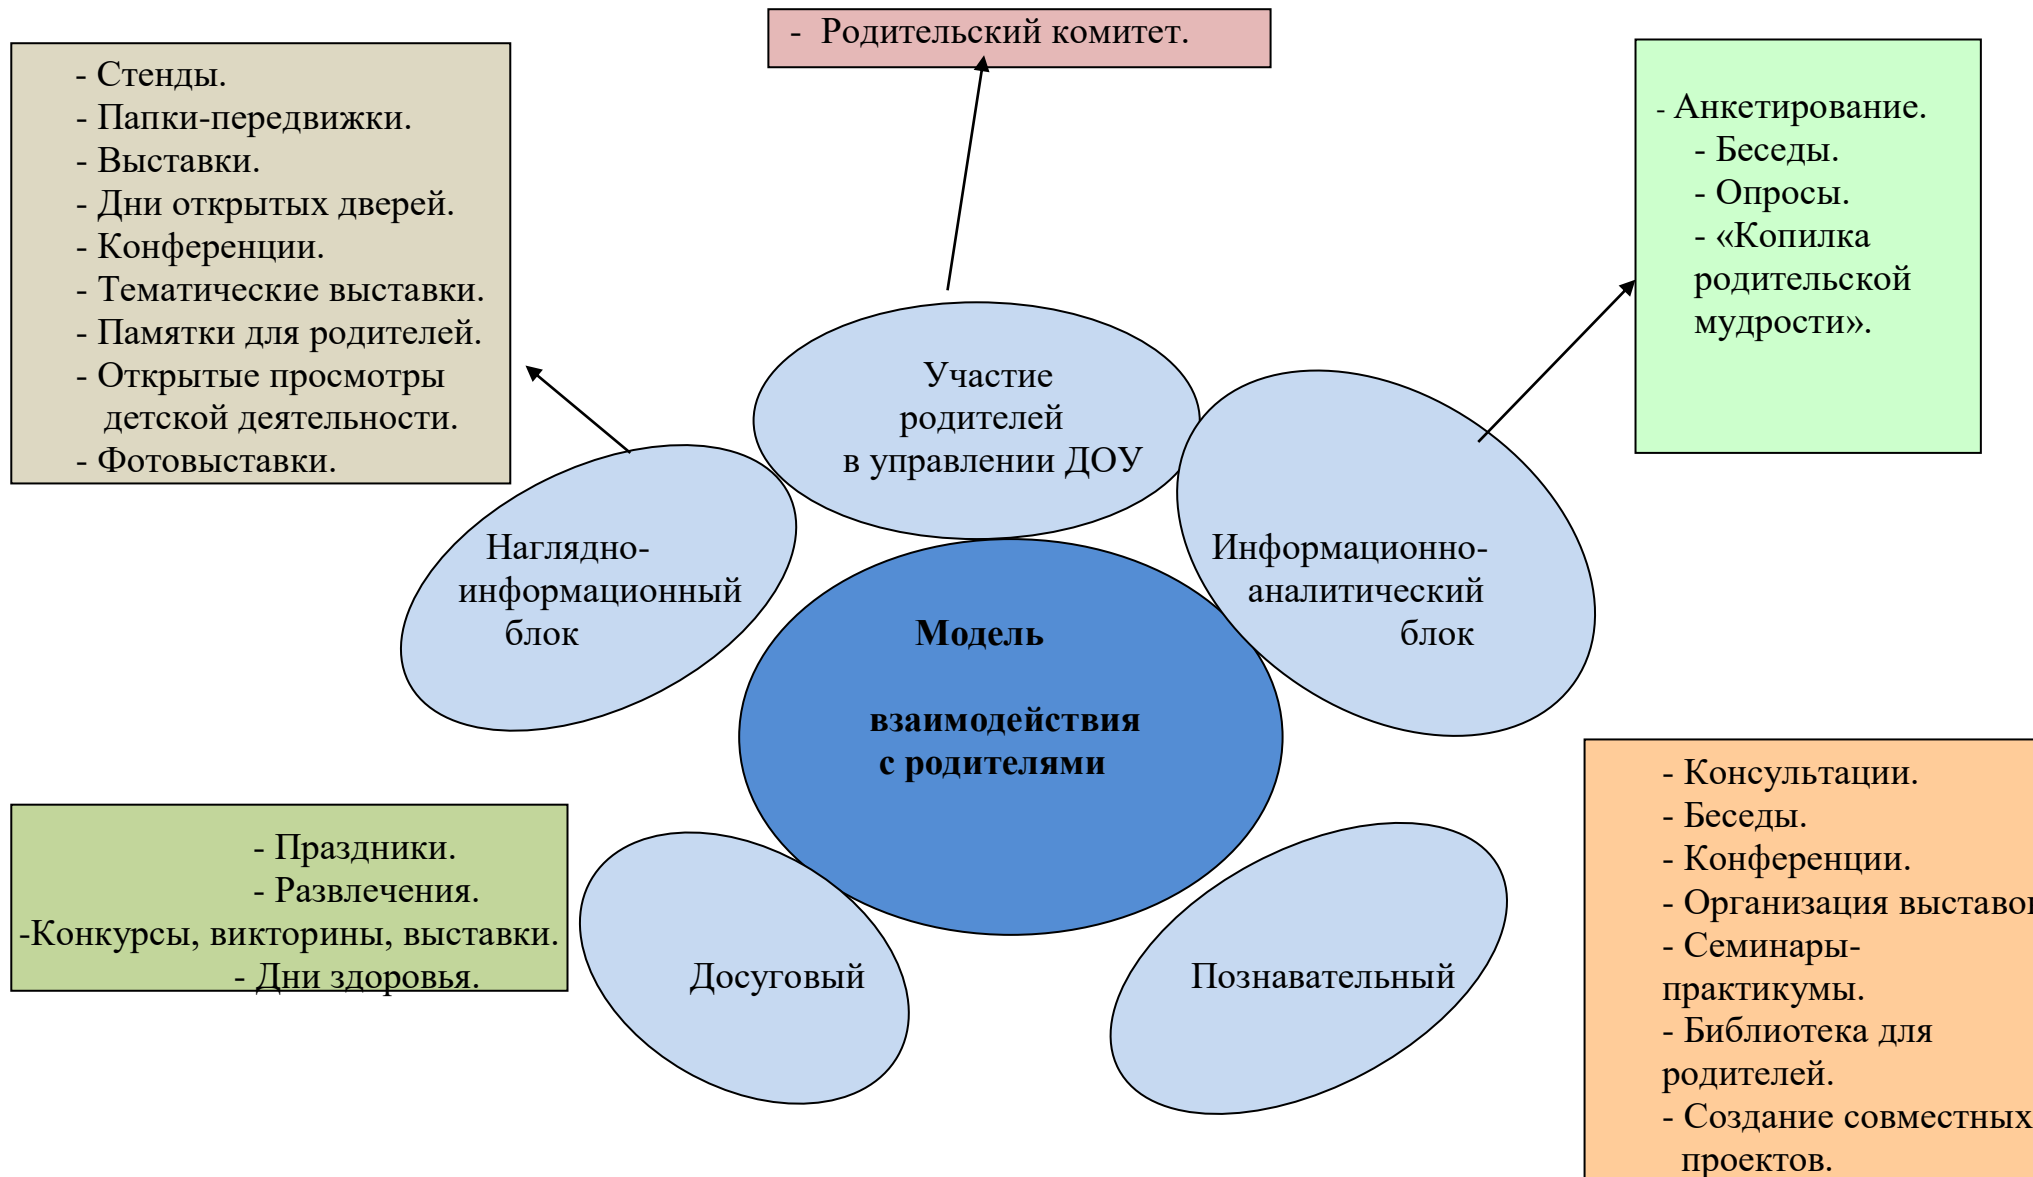 - Родительский комитет.
- Стенды.
- Папки-передвижки.
- Выставки.
- Дни открытых дверей.
- Конференции.
- Тематические выставки.
- Памятки для родителей.
- Открытые просмотры
детской деятельности.
- Фотовыставки.
- Анкетирование.
- Беседы.
- Опросы.
- «Копилка
родительской
мудрости».
Участие
родителей
в управлении ДОУ
Наглядно-
информационный
блок
Информационно-
аналитический
блок
Модель
взаимодействия
с родителями
- Праздники.
- Развлечения.
-Конкурсы, викторины, выставки.
- Дни здоровья.
Досуговый
Познавательный
- Консультации.
- Беседы.
- Конференции.
- Организация выставок
- Семинары-
практикумы.
- Библиотека для
родителей.
- Создание совместных
проектов.